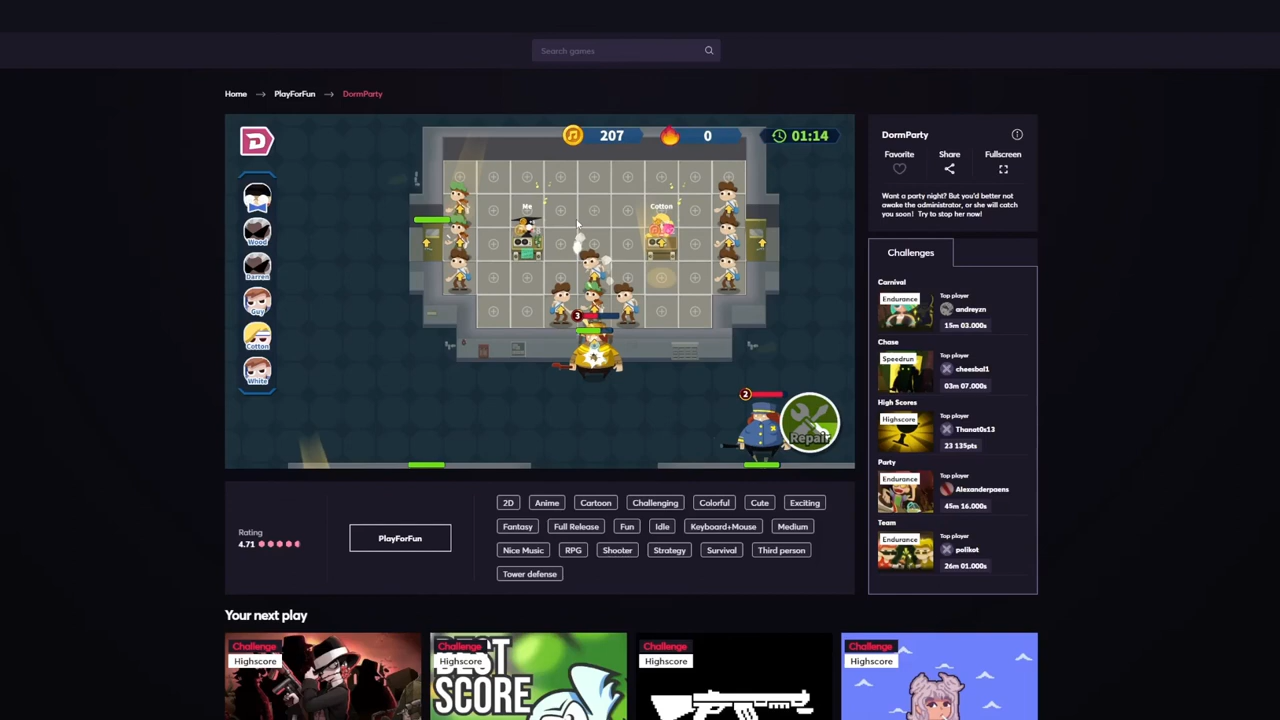 Search games
Home
PlayForFun
DormParty
D
207
0
01:14
Me
Cotton
Wood
Darren
Guy
Cotton
White
3
2
Repair
DormParty
Favorite
Share
Fullscreen
Want a party night? But you'd better not
awake the administrator, or she will catch
you soon! Try to stop her now!
Challenges
Carnival
Endurance
Top player
andreyzn
15m 03.000s
Chase
Speedrun
Top player
cheesbal1
03m 07.000s
High Scores
Highscore
Top player
Thanat0s13
23 135pts
Party
Endurance
Top player
Alexanderpaens
45m 16.000s
Team
Endurance
Top player
polikot
26m 01.000s
Rating
4.71
PlayForFun
2D
Anime
Cartoon
Challenging
Colorful
Cute
Exciting
Fantasy
Full Release
Fun
Idle
Keyboard+Mouse
Medium
Nice Music
RPG
Shooter
Strategy
Survival
Third person
Tower defense
Your next play
Challenge
Highscore
Challenge
Highscore
BEST
SCORE
Challenge
Highscore
Challenge
Highscore